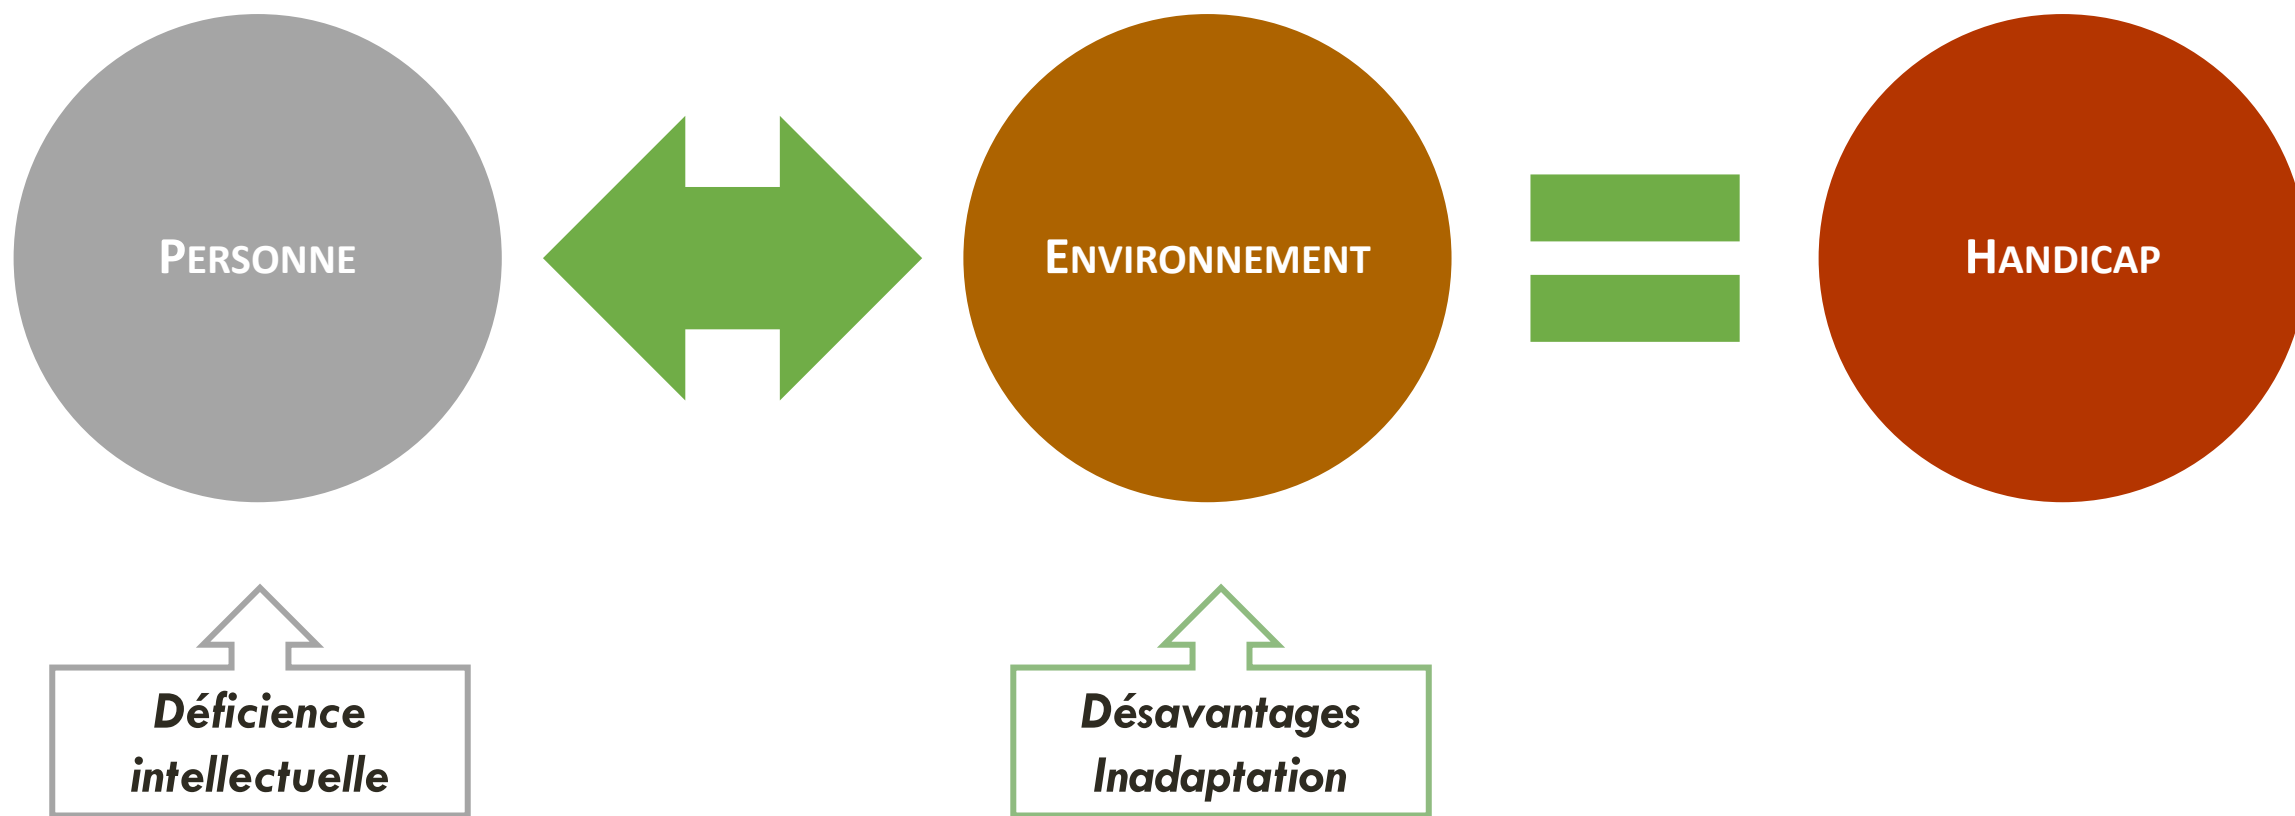 PERSONNE
ENVIRONNEMENT
HANDICAP
Déficience
intellectuelle
Désavantages
Inadaptation